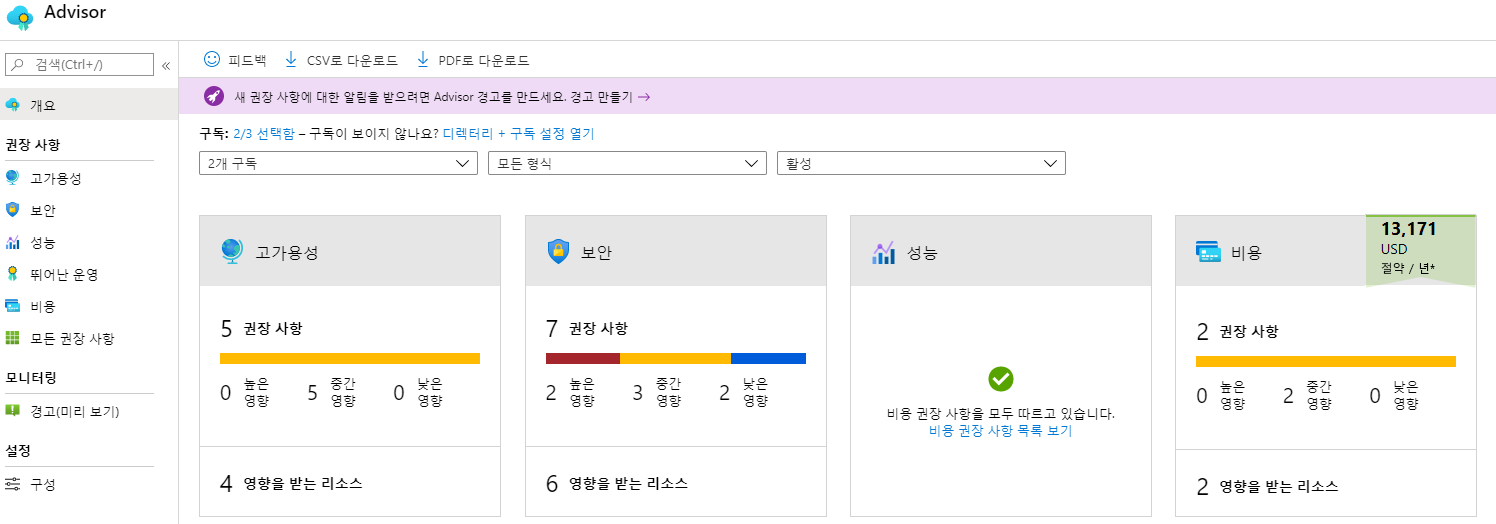 Advisor
검색(Ctrl+/)
«
개요
권장 사항
고가용성
보안
성능
뛰어난 운영
비용
모든 권장 사항
모니터링
경고(미리 보기)
설정
구성
피드백
CSV로 다운로드
PDF로 다운로드
새 권장 사항에 대한 알림을 받으려면 Advisor 경고를 만드세요. 경고 만들기 →
구독: 2/3 선택함 – 구독이 보이지 않나요? 디렉터리 + 구독 설정 열기
2개 구독
모든 형식
활성
고가용성
5 권장 사항
0 높은 영향
5 중간 영향
0 낮은 영향
4 영향을 받는 리소스
보안
7 권장 사항
2 높은 영향
3 중간 영향
2 낮은 영향
6 영향을 받는 리소스
성능
비용 권장 사항을 모두 따르고 있습니다.
비용 권장 사항 목록 보기
비용
13,171
USD
절약 / 년*
2 권장 사항
0 높은 영향
2 중간 영향
0 낮은 영향
2 영향을 받는 리소스